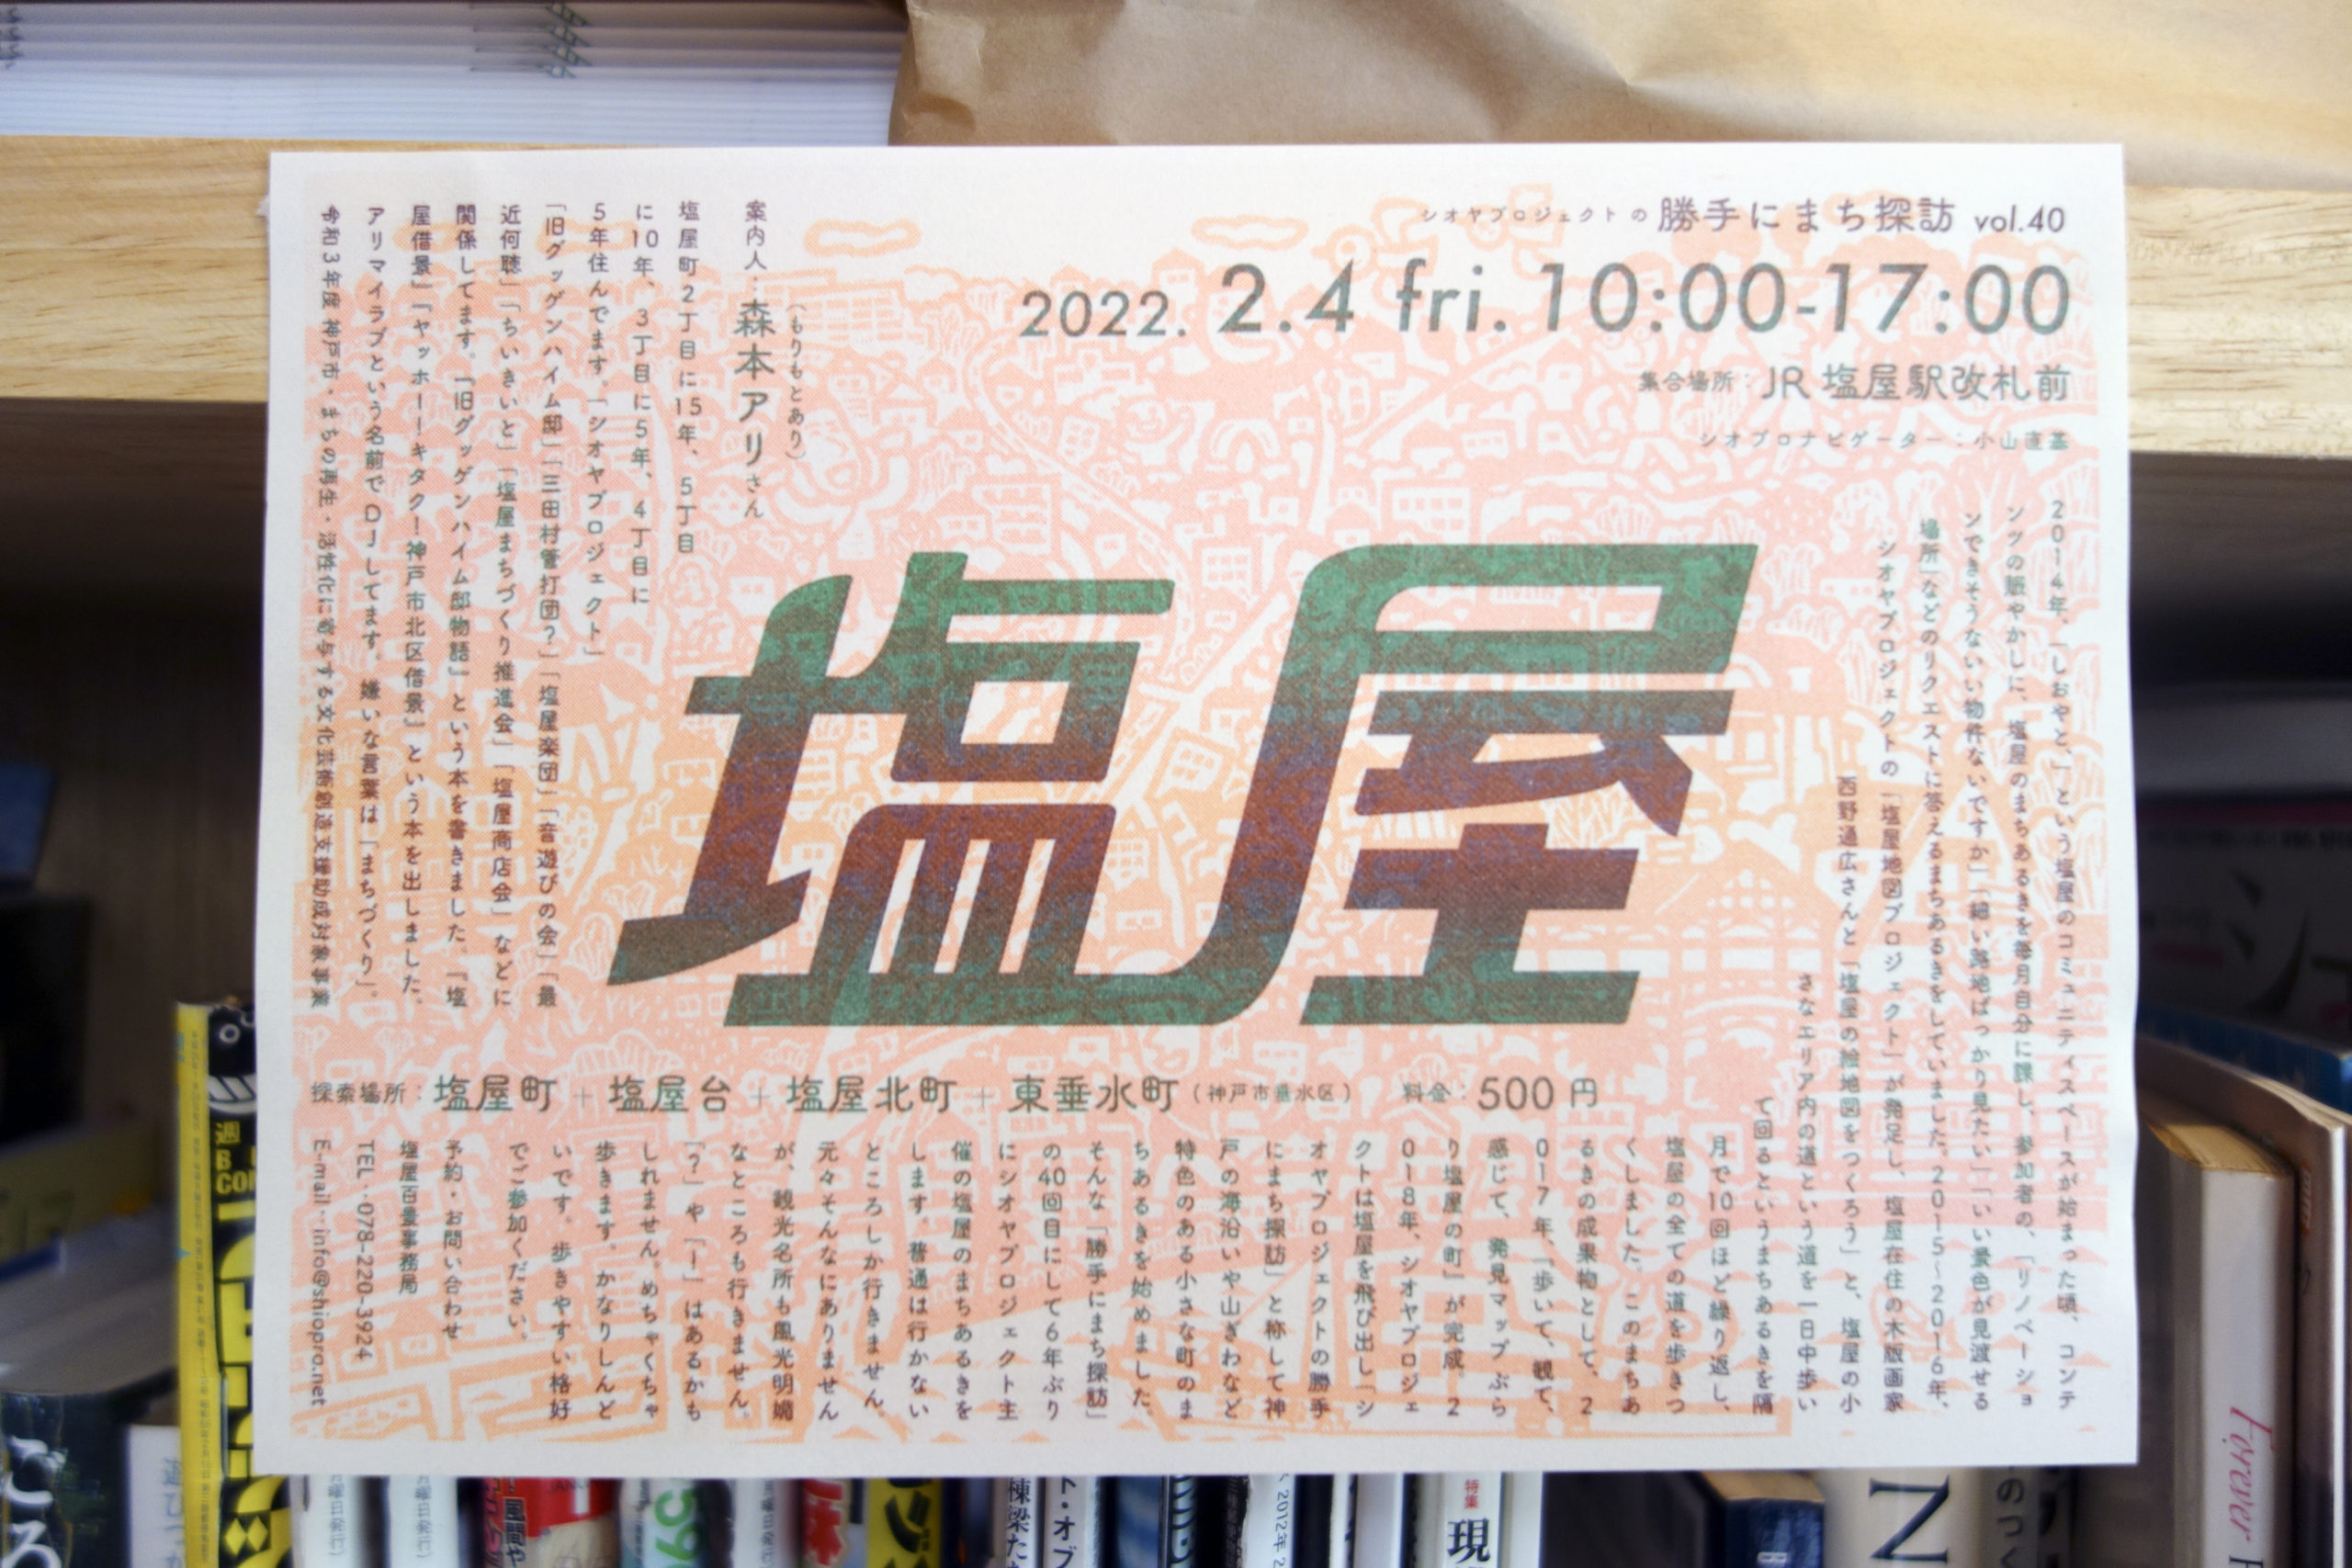 シオヤプロジェクトの勝手にまち探訪 vol.40
2022. 2.4 fri. 10:00-17:00
集合場所：JR 塩屋駅改札前
シオプロナビゲーター：小山直基
塩屋
2014年、「しおやと、」という塩屋のコミュニティスペースが始まった頃、コンテ
ンツの賑やかしに、塩屋のまちあるきを毎月自分に課し、参加者の、「リノベーショ
ンできそうないい物件ないですか」「細い路地ばっかり見たい」「いい景色が見渡せる
場所」などのリクエストに答えるまちあるきをしていました。2015〜2016年、
シオヤプロジェクトの「塩屋地図プロジェクト」が発足し、塩屋在住の木版画家
西野通広さんと「塩屋の絵地図をつくろう」と、塩屋の小
さなエリア内の道という道を一日中歩い
て回るというまちあるきを隔
月で10回ほど繰り返し、
塩屋の全ての道を歩きつ
くしました。このまちあ
るきの成果物として、2
017年、「歩いて、観て、
感じて、発見マップ ぶら
り塩屋の町」が完成。2
018年、シオヤプロジェ
クトは塩屋を飛び出し「シ
オヤプロジェクトの勝手
にまち探訪」と称して神
戸の海沿いや山ぎわなど
特色のある小さな町のま
ちあるきを始めました。
そんな「勝手にまち探訪」
の40回目にして6年ぶり
にシオヤプロジェクト主
催の塩屋のまちあるきを
します。普通は行かない
ところしか行きません。
元々そんなになにありません
が、観光名所も風光明媚
なところも行きません。
「？」や「！」はあるかも
しれません。めちゃくちゃ
歩きます。かなりしんど
いです。歩きやすい格好
でご参加ください。
予約・お問い合わせ
塩屋百景事務局
TEL・078-220-3924
E-mail・info@shiopro.net
案内人：森本アリさん
（もりもとあり）
塩屋町2丁目に15年、5丁目
に10年、3丁目に5年、4丁目に
5年住んでます。「シオヤプロジェクト」
「旧グッゲンハイム邸」「三田村管打団？」「塩屋楽団」「音遊びの会」「最
近何聴」「ちいきいと」「塩屋まちづくり推進会」「塩屋商店会」などに
関係してます。「旧グッゲンハイム邸物語」という本を書きました。「塩
屋借景」「ヤッホーーキタク！神戸市北区借景」という本を出しました。
アリマイラブという名前でDJしてます。嫌いな言葉は「まちづくり」。
令和3年度 神戸市・まちの再生・活性化に寄与する文化芸術創造支援助成対象事業
探索場所：塩屋町 + 塩屋台 + 塩屋北町 + 東垂水町（神戸市垂水区） 料金：500円
Forever
特集
現